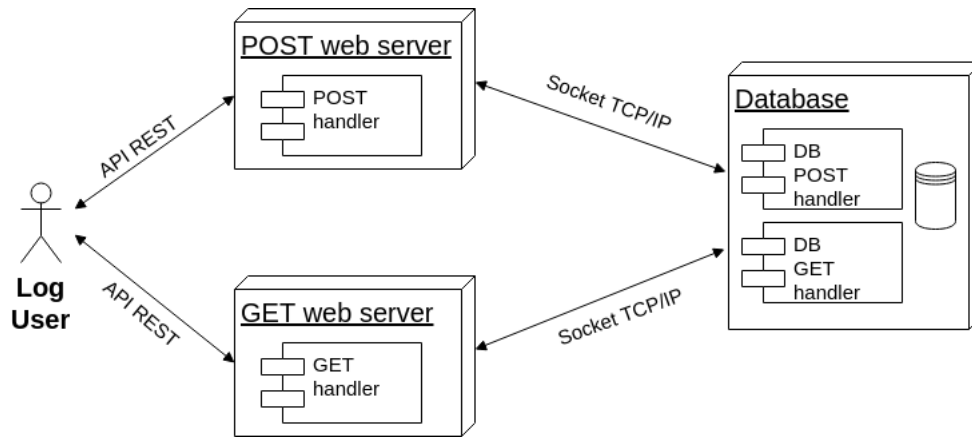 POST web server
POST
handler
API REST
Socket TCP/IP
Database
DB
POST
handler
DB
GET
handler
Log
User
API REST
GET web server
GET
handler
Socket TCP/IP